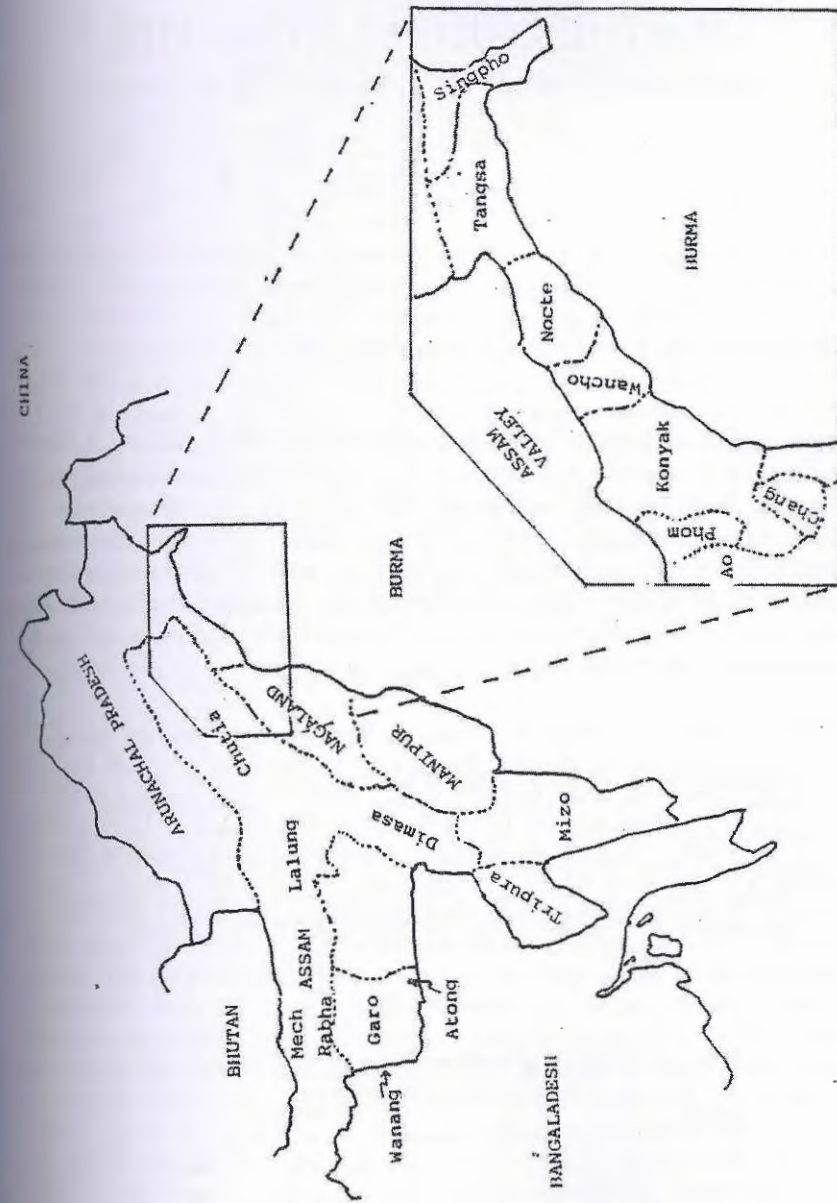 CHINA
ARUNACHAL PRADESH
BHUTAN
Chutia
NAGALAND
Lalung
ASSAM
Mech
Rabha
Garo
Wanang
Atong
Dimasa
MANIPUR
BURMA
Mizo
Tripura
BANGALADESH
Singpho
Tangsa
ASSAM
VALLEY
Nocte
Wancho
Konyak
Phom
Chang
Ao
BURMA